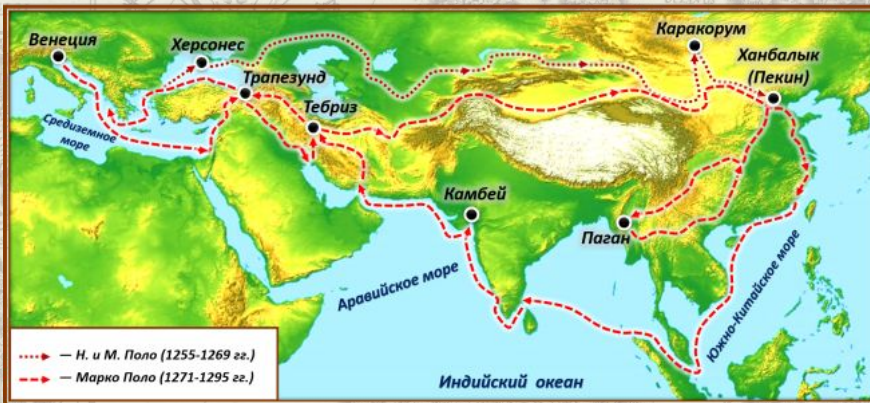 Венеция
Херсонес
Каракорум
Ханбалык
(Пекин)
Трапезунд
Тебриз
Средиземное
море
Камбей
Паган
Аравийское море
Южно-Китайское море
— Н. и М. Поло (1255-1269 гг.)
— Марко Поло (1271-1295 гг.)
Индийский океан